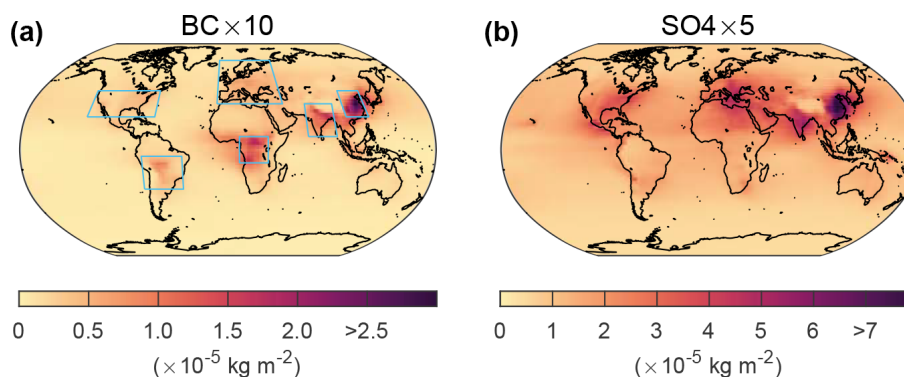 (a) BC×10
(b) SO4×5
0 0.5 1.0 1.5 2.0 >2.5
0 1 2 3 4 5 6 >7
(×10⁻⁵ kg m⁻²)
(×10⁻⁵ kg m⁻²)